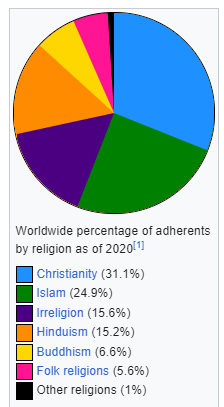 Worldwide percentage of adherents
by religion as of 2020[1]
Christianity (31.1%)
Islam (24.9%)
Irreligion (15.6%)
Hinduism (15.2%)
Buddhism (6.6%)
Folk religions (5.6%)
Other religions (1%)